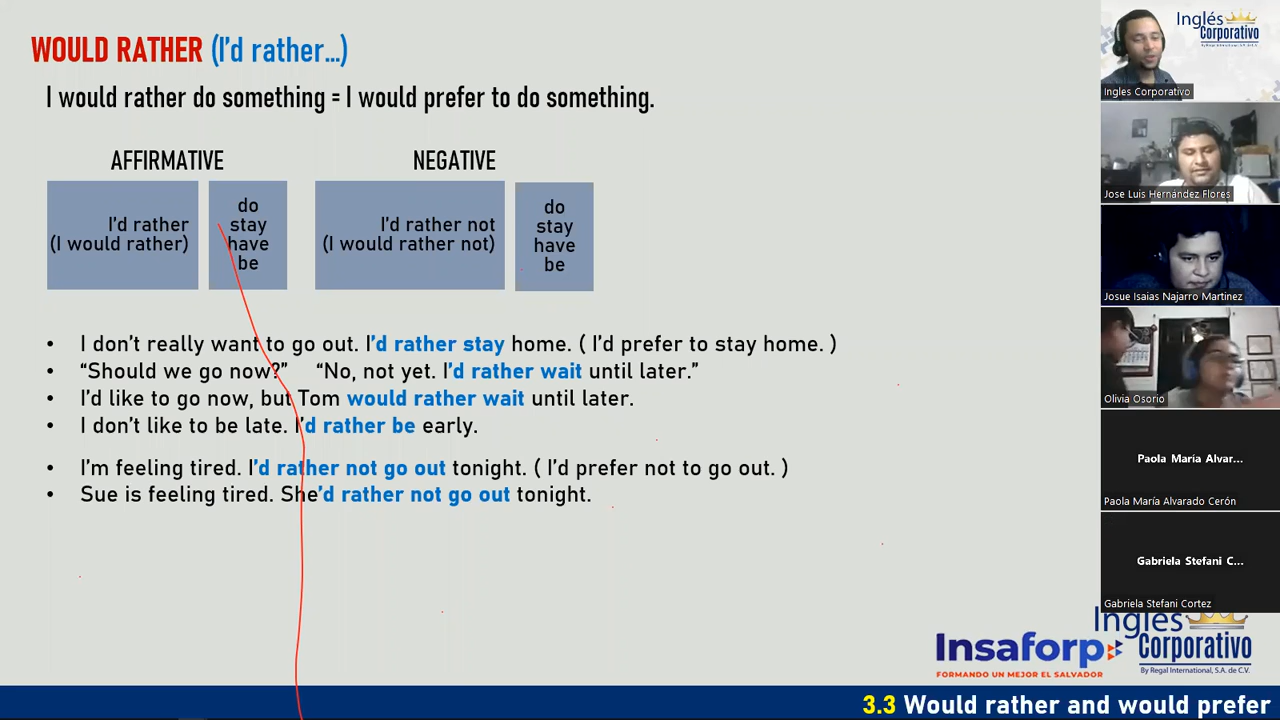 WOULD RATHER (I'd rather...)
I would rather do something = I would prefer to do something.
AFFIRMATIVE
NEGATIVE
I'd rather
(I would rather)
do
stay
have
be
I'd rather not
(I would rather not)
do
stay
have
be
• I don't really want to go out. I'd rather stay home. ( I'd prefer to stay home. )
• “Should we go now?” “No, not yet. I'd rather wait until later.”
• I'd like to go now, but Tom would rather wait until later.
• I don't like to be late. I'd rather be early.
• I'm feeling tired. I'd rather not go out tonight. ( I'd prefer not to go out. )
• Sue is feeling tired. She'd rather not go out tonight.
Inglés
Corporativo
By Regal International, S.A. de C.V.
Ingles Corporativo
Jose Luis Hernández Flores
Josue Isaias Najarro Martinez
Olivia Osorio
Paola María Alvar...
Paola María Alvarado Cerón
Gabriela Stefani C...
Gabriela Stefani Cortez
Insaforp
FORMANDO UN MEJOR EL SALVADOR
Inglés
Corporativo
By Regal International, S.A. de C.V.
3.3 Would rather and would prefer